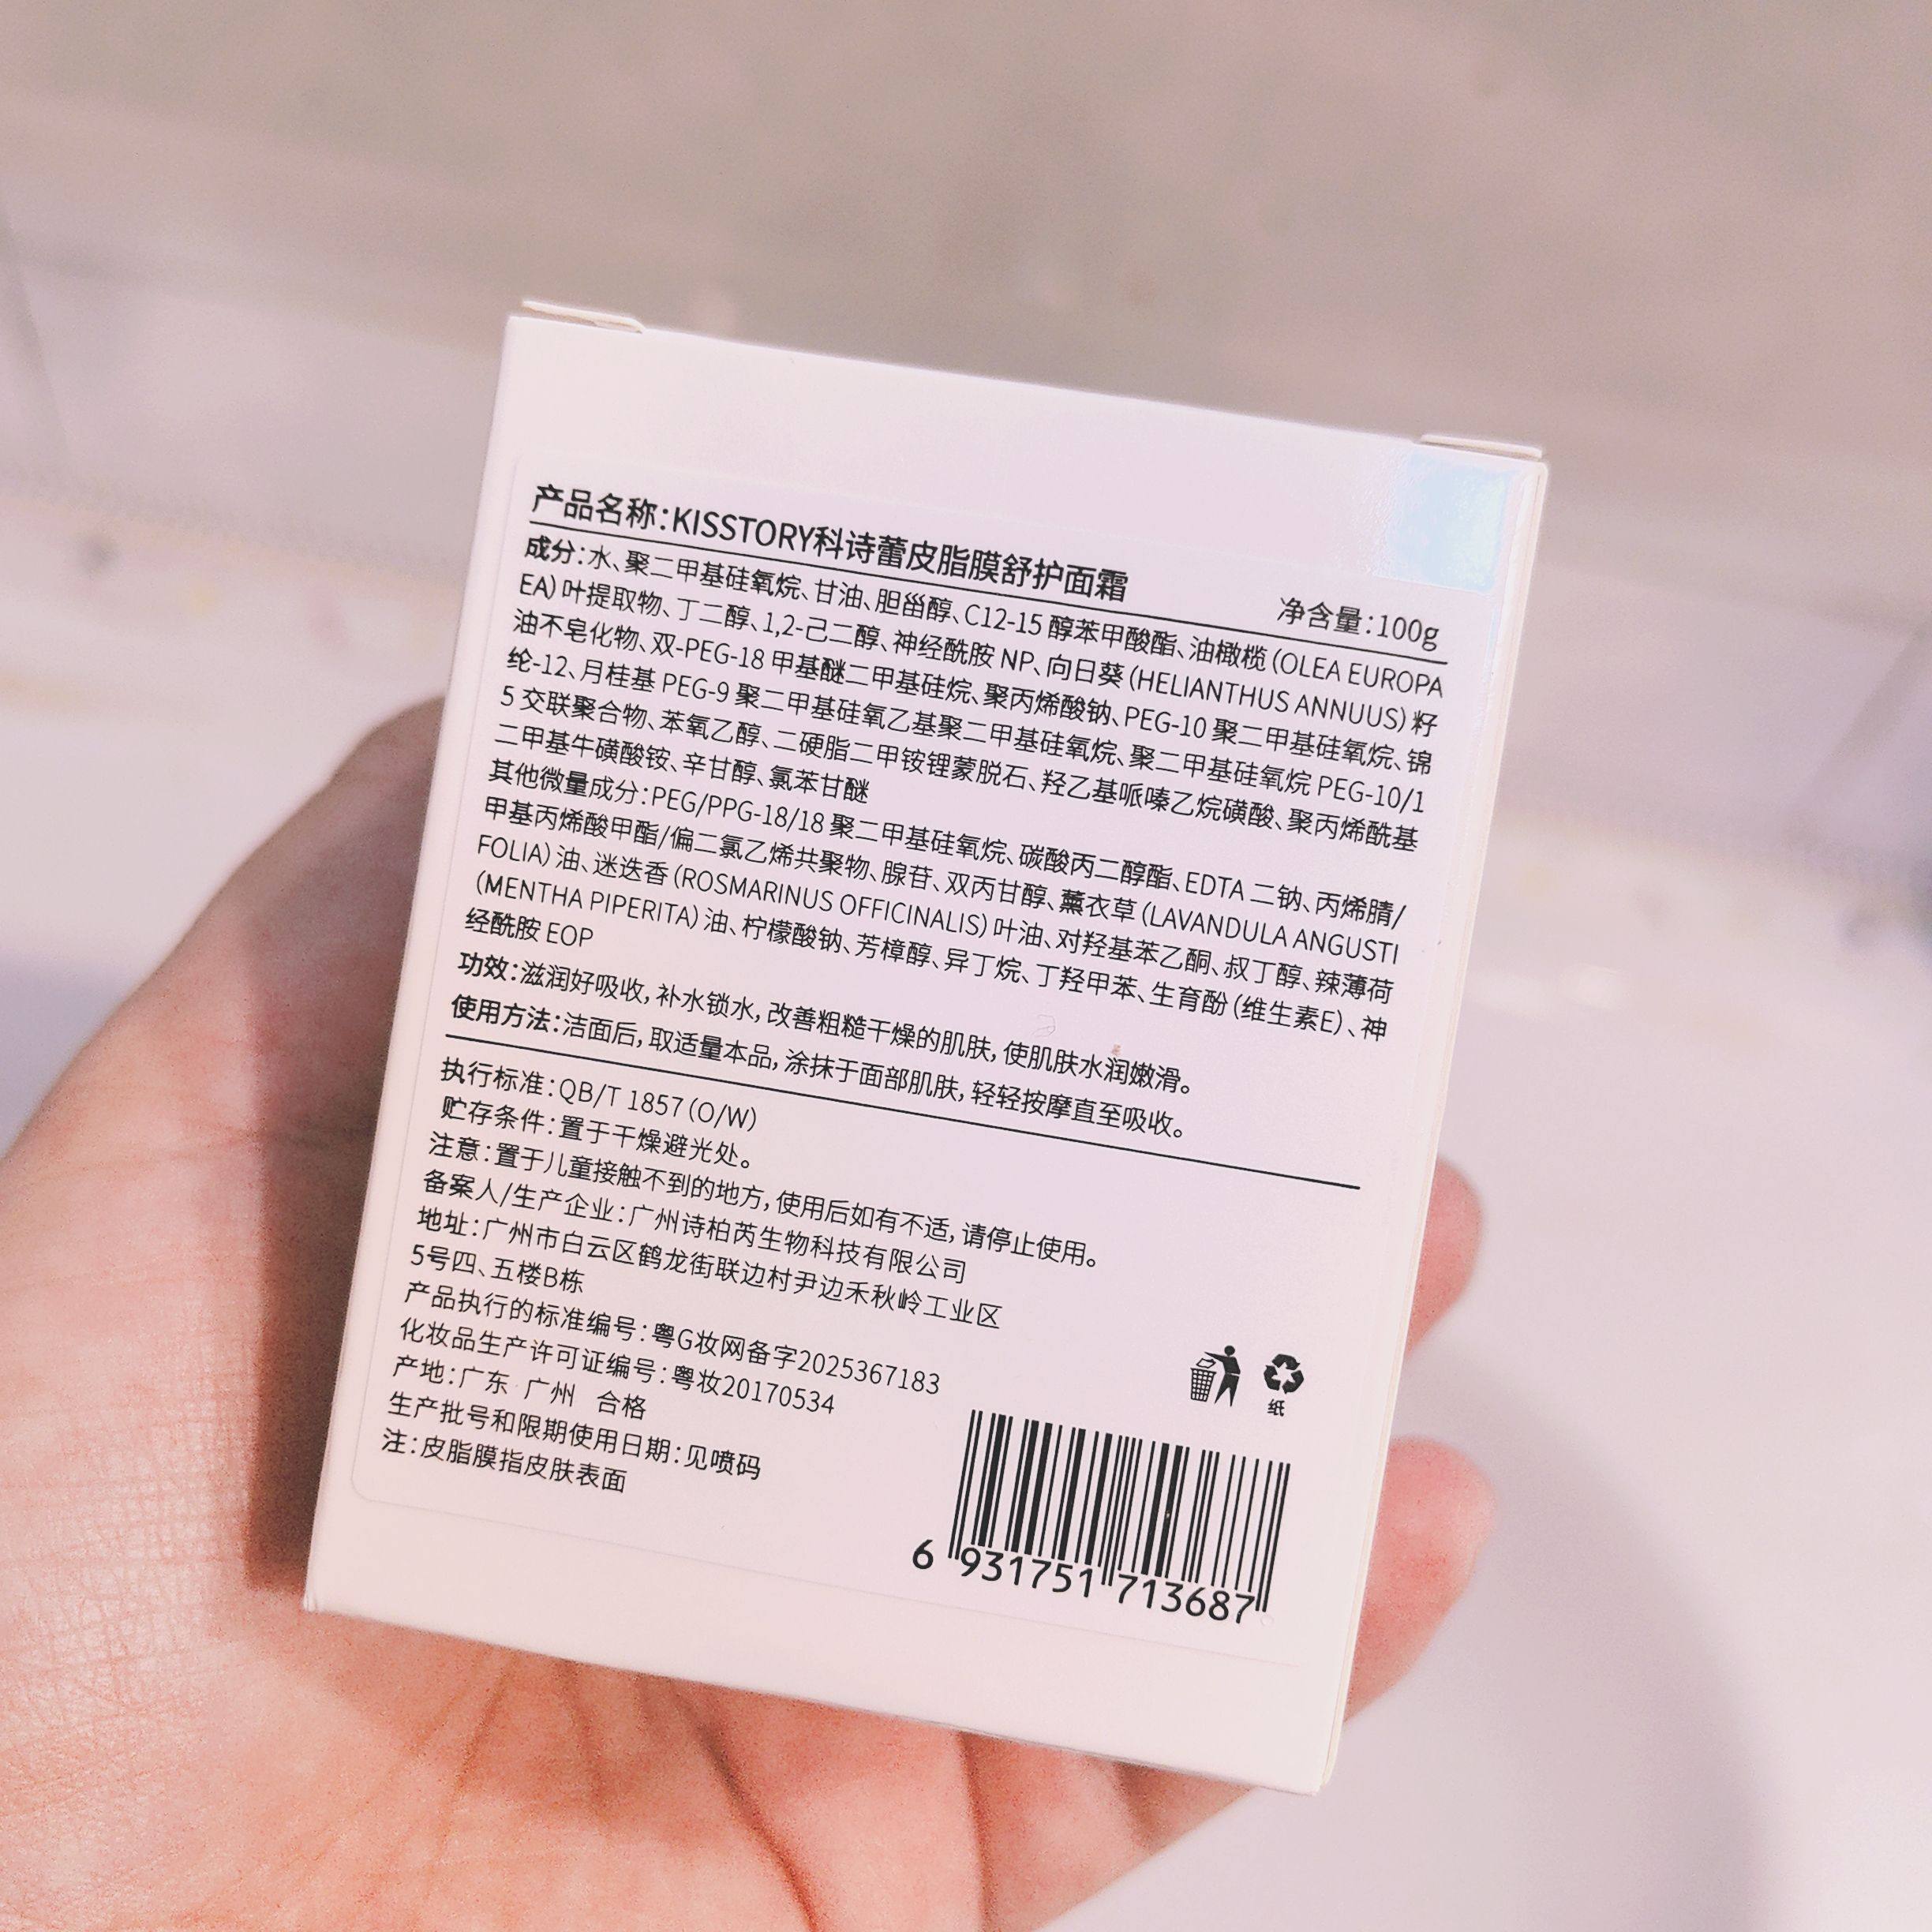 产品名称：KISSTORY科诗蕾皮脂膜舒护面霜
净含量：100g
成分：水、聚二甲基硅氧烷、甘油、胆甾醇、C12-15 醇苯甲酸酯、油橄榄（OLEA EUROPA
EA）叶提取物、丁二醇、1,2-己二醇、神经酰胺 NP、向日葵（HELIANTHUS ANNUUS）籽
油不皂化物、双-PEG-18 甲基醚二甲基硅烷、聚丙烯酸钠、PEG-10 聚二甲基硅氧烷、锦
纶-12、月桂基 PEG-9 聚二甲基硅氧乙基聚二甲基硅氧烷、聚二甲基硅氧烷 PEG-10/1
5 交联聚合物、苯氧乙醇、二硬脂二甲铵锂蒙脱石、羟乙基哌嗪乙烷磺酸、聚丙烯酰基
二甲基牛磺酸铵、辛甘醇、氯苯甘醚
其他微量成分：PEG/PPG-18/18 聚二甲基硅氧烷、碳酸丙二醇酯、EDTA 二钠、丙烯腈/
甲基丙烯酸甲酯/偏二氯乙烯共聚物、腺苷、双丙甘醇、薰衣草（LAVANDULA ANGUSTI
FOLIA）油、迷迭香（ROSMARINUS OFFICINALIS）叶油、对羟基苯乙酮、叔丁醇、辣薄荷
（MENTHA PIPERITA）油、柠檬酸钠、芳樟醇、异丁烷、丁羟甲苯、生育酚（维生素E）、神
经酰胺 EOP
功效：滋润好吸收，补水锁水，改善粗糙干燥的肌肤，使肌肤水润嫩滑。
使用方法：洁面后，取适量本品，涂抹于面部肌肤，轻轻按摩直至吸收。
执行标准：QB/T 1857（O/W）
贮存条件：置于干燥避光处。
注意：置于儿童接触不到的地方，使用后如有不适，请停止使用。
备案人/生产企业：广州诗柏芮生物科技有限公司
地址：广州市白云区鹤龙街联边村尹边禾秋岭工业区
5号四、五楼B栋
产品执行的标准编号：粤G妆网备字2025367183
化妆品生产许可证编号：粤妆20170534
产地：广东 广州 合格
生产批号和限期使用日期：见喷码
注：皮脂膜指皮肤表面
纸
6 931751 713687